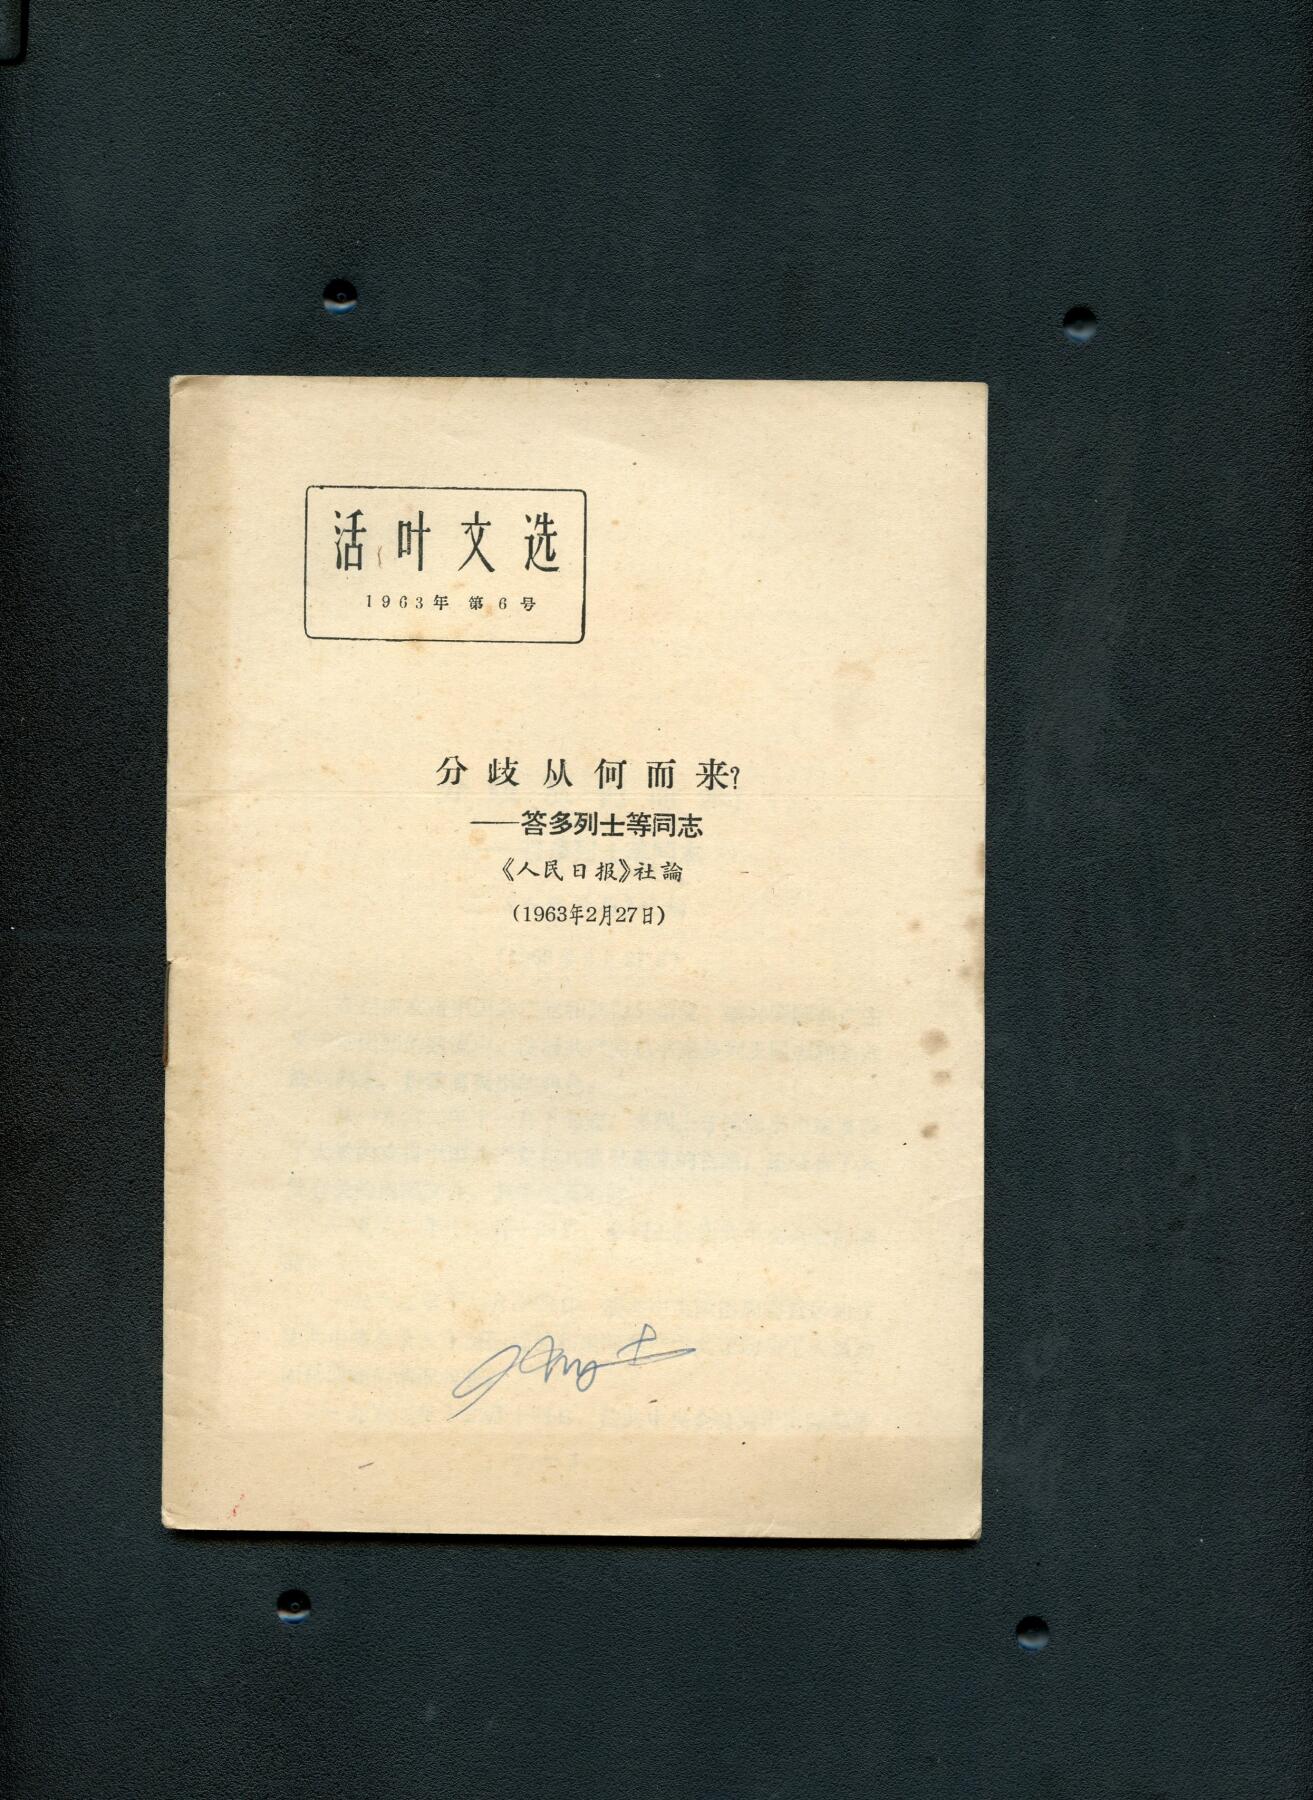 活叶文选
1963年 第6号
分歧从何而来?
——答多列士等同志
《人民日报》社論
(1963年2月27日)